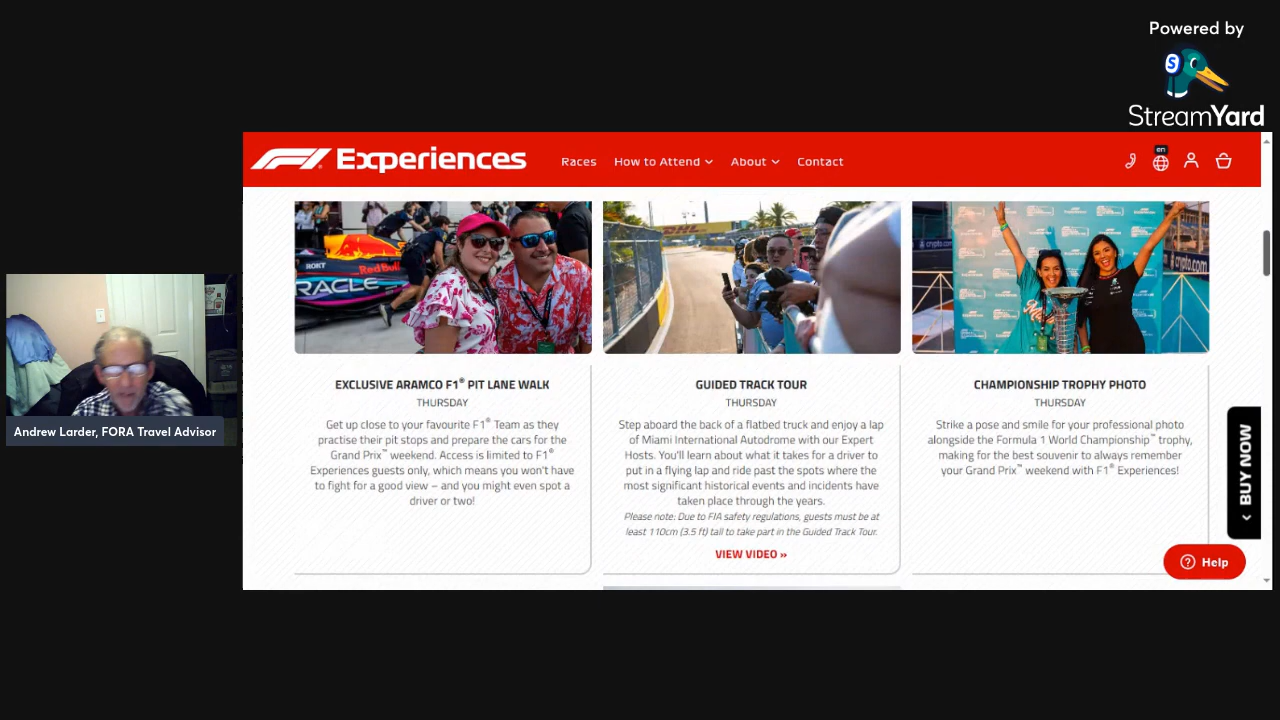 Powered by
S
StreamYard
F1 Experiences
Races How to Attend About Contact
en
DHL
crypto.com
crypto.com
ROKT
Red Bull
ORACLE
EXCLUSIVE ARAMCO F1® PIT LANE WALK
THURSDAY
Get up close to your favourite F1® Team as they
practise their pit stops and prepare the cars for the
Grand Prix™ weekend. Access is limited to F1®
Experiences guests only, which means you won't have
to fight for a good view – and you might even spot a
driver or two!
GUIDED TRACK TOUR
THURSDAY
Step aboard the back of a flatbed truck and enjoy a lap
of Miami International Autodrome with our Expert
Hosts. You'll learn about what it takes for a driver to
put in a flying lap and ride past the spots where the
most significant historical events and incidents have
taken place through the years.
Please note: Due to FIA safety regulations, guests must be at
least 110cm (3.5 ft) tall to take part in the Guided Track Tour.
VIEW VIDEO »
CHAMPIONSHIP TROPHY PHOTO
THURSDAY
Strike a pose and smile for your professional photo
alongside the Formula 1 World Championship™ trophy,
making for the best souvenir to always remember
your Grand Prix™ weekend with F1® Experiences!
BUY NOW
Help
Andrew Larder, FORA Travel Advisor